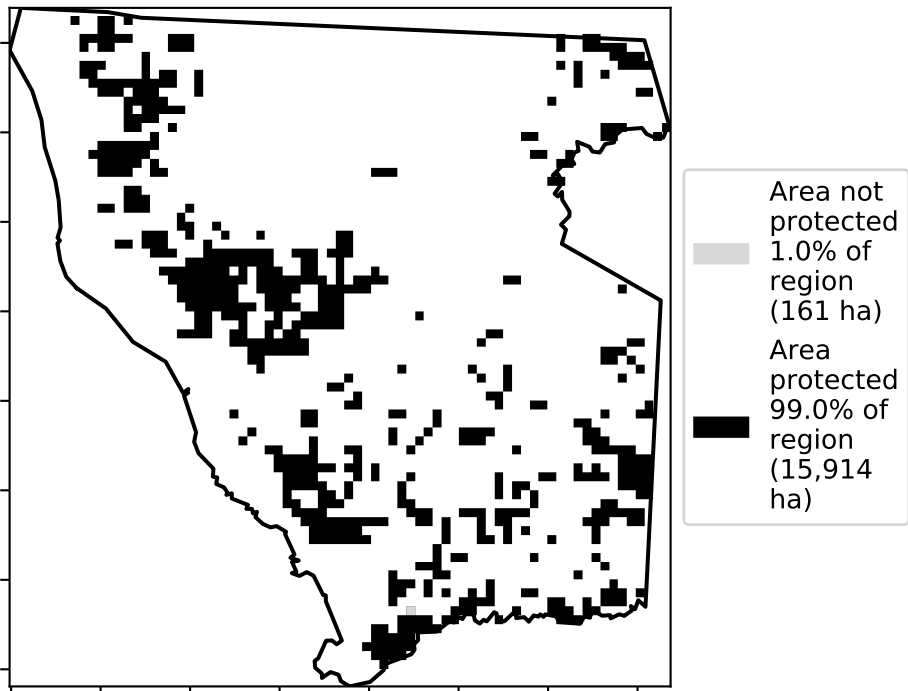 Area not
protected
1.0% of
region
(161 ha)
Area
protected
99.0% of
region
(15,914
ha)